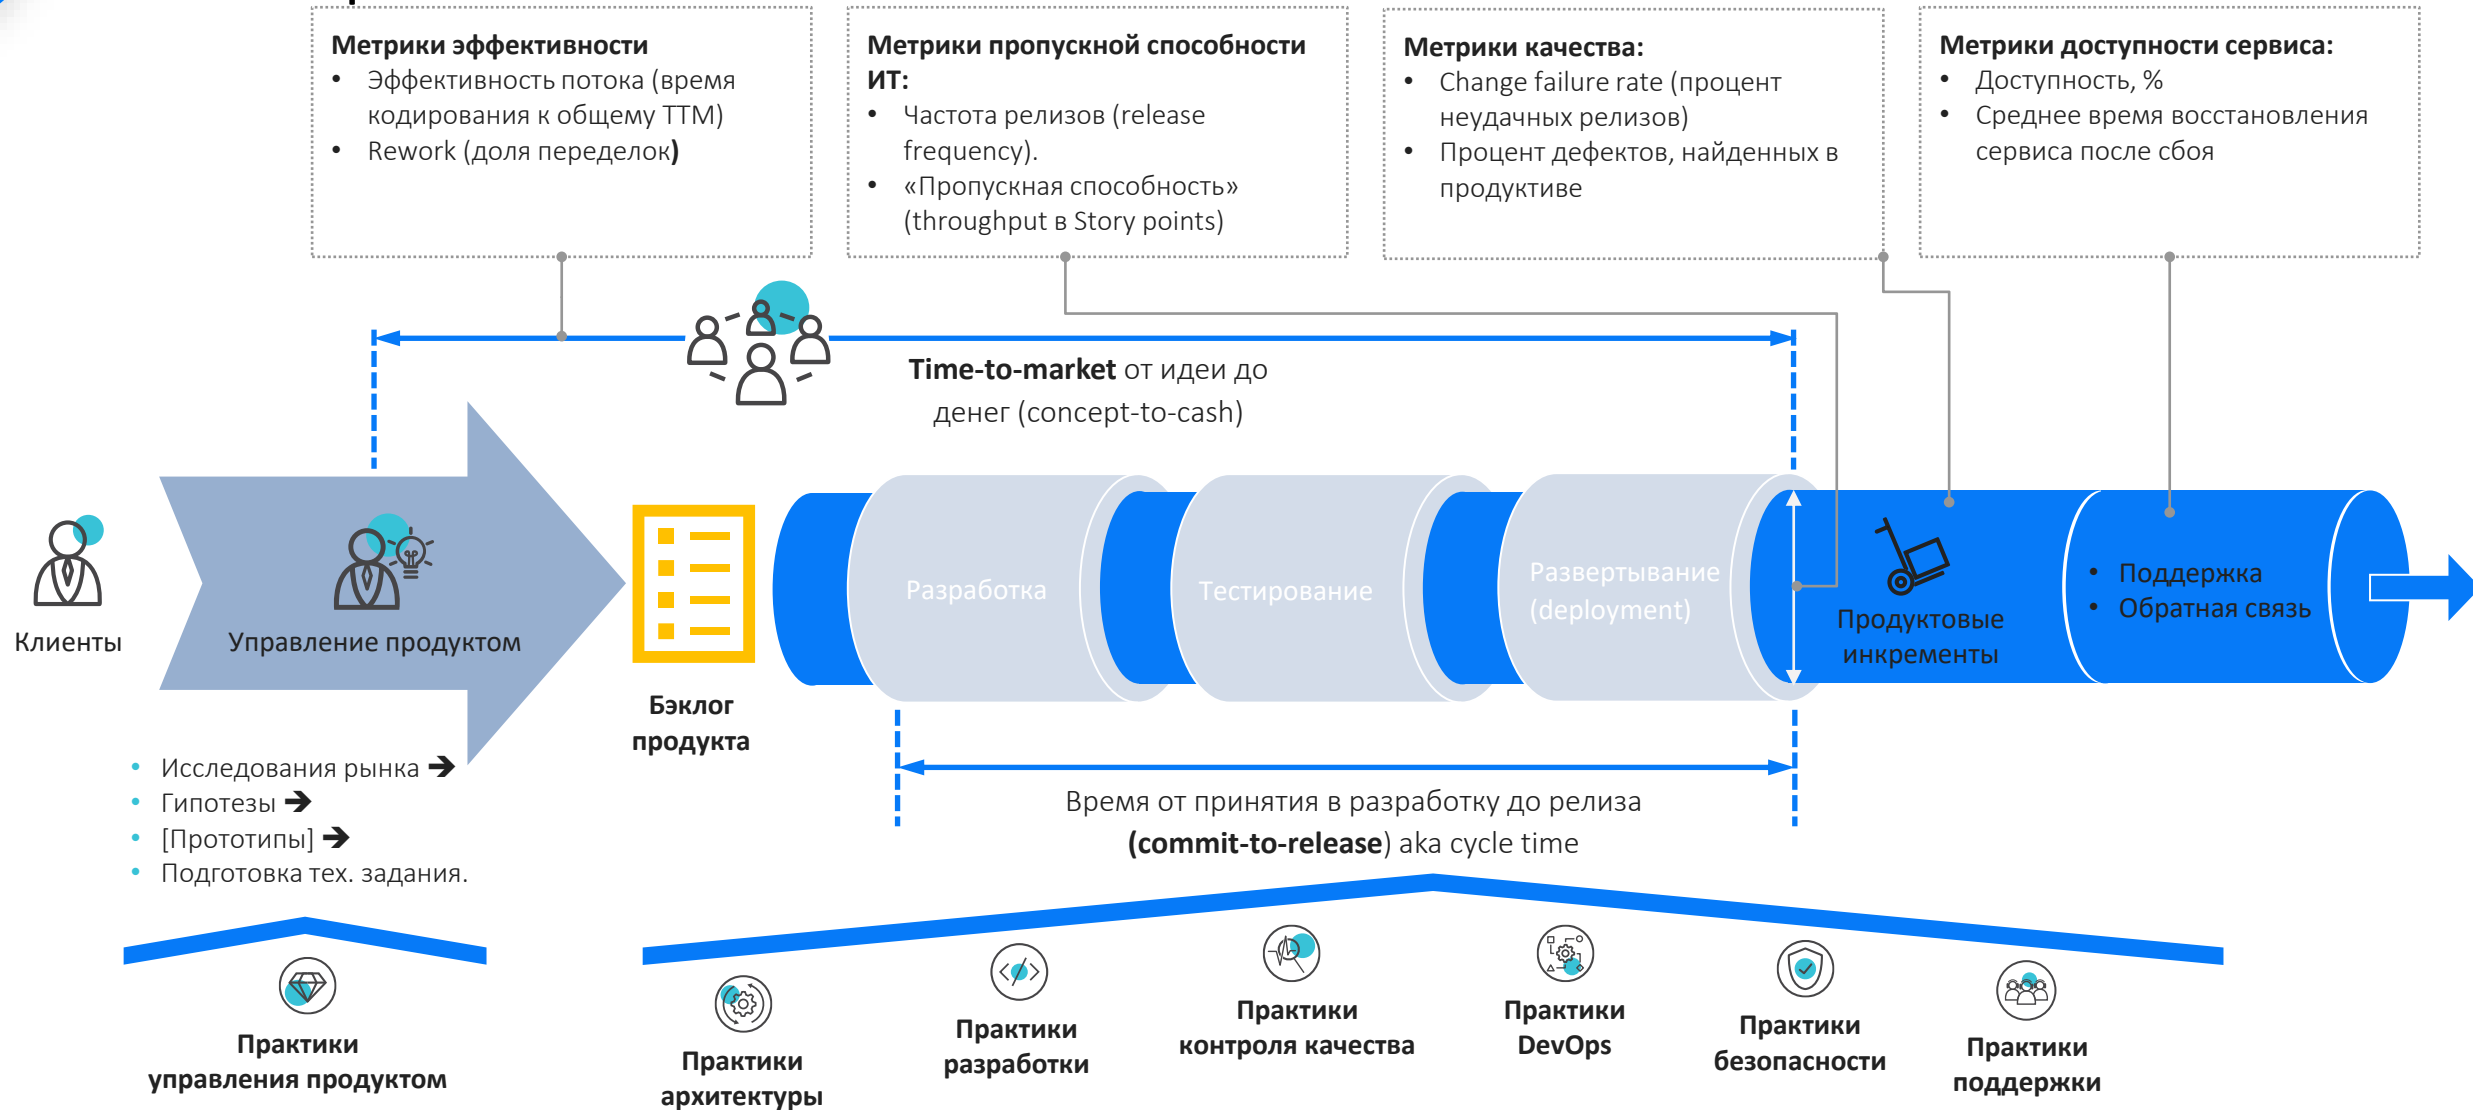 Метрики эффективности
• Эффективность потока (время
кодирования к общему ТТМ)
• Rework (доля переделок)
Метрики пропускной способности
ИТ:
• Частота релизов (release
frequency).
• «Пропускная способность»
(throughput в Story points)
Метрики качества:
• Change failure rate (процент
неудачных релизов)
• Процент дефектов, найденных в
продуктиве
Метрики доступности сервиса:
• Доступность, %
• Среднее время восстановления
сервиса после сбоя
Time-to-market от идеи до
денег (concept-to-cash)
Клиенты
Управление продуктом
Бэклог
продукта
Разработка
Тестирование
Развертывание
(deployment)
Продуктовые
инкременты
• Поддержка
• Обратная связь
• Исследования рынка ➔
• Гипотезы ➔
• [Прототипы] ➔
• Подготовка тех. задания.
Время от принятия в разработку до релиза
(commit-to-release) aka cycle time
Практики
управления продуктом
Практики
архитектуры
Практики
разработки
Практики
контроля качества
Практики
DevOps
Практики
безопасности
Практики
поддержки